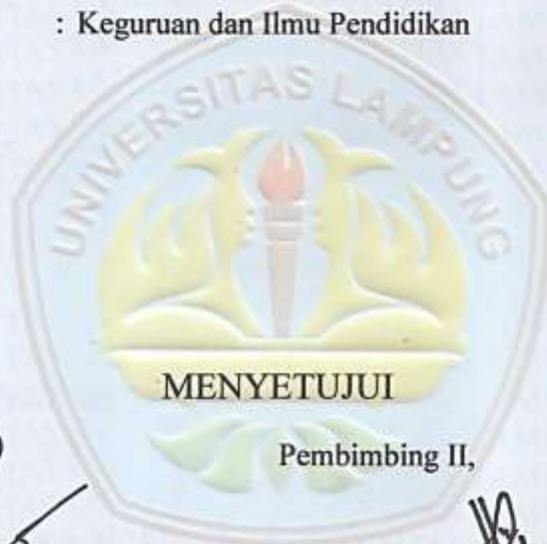 : Keguruan dan Ilmu Pendidikan
UNIVERSITAS LAMPUNG
MENYETUJUI
Pembimbing II,